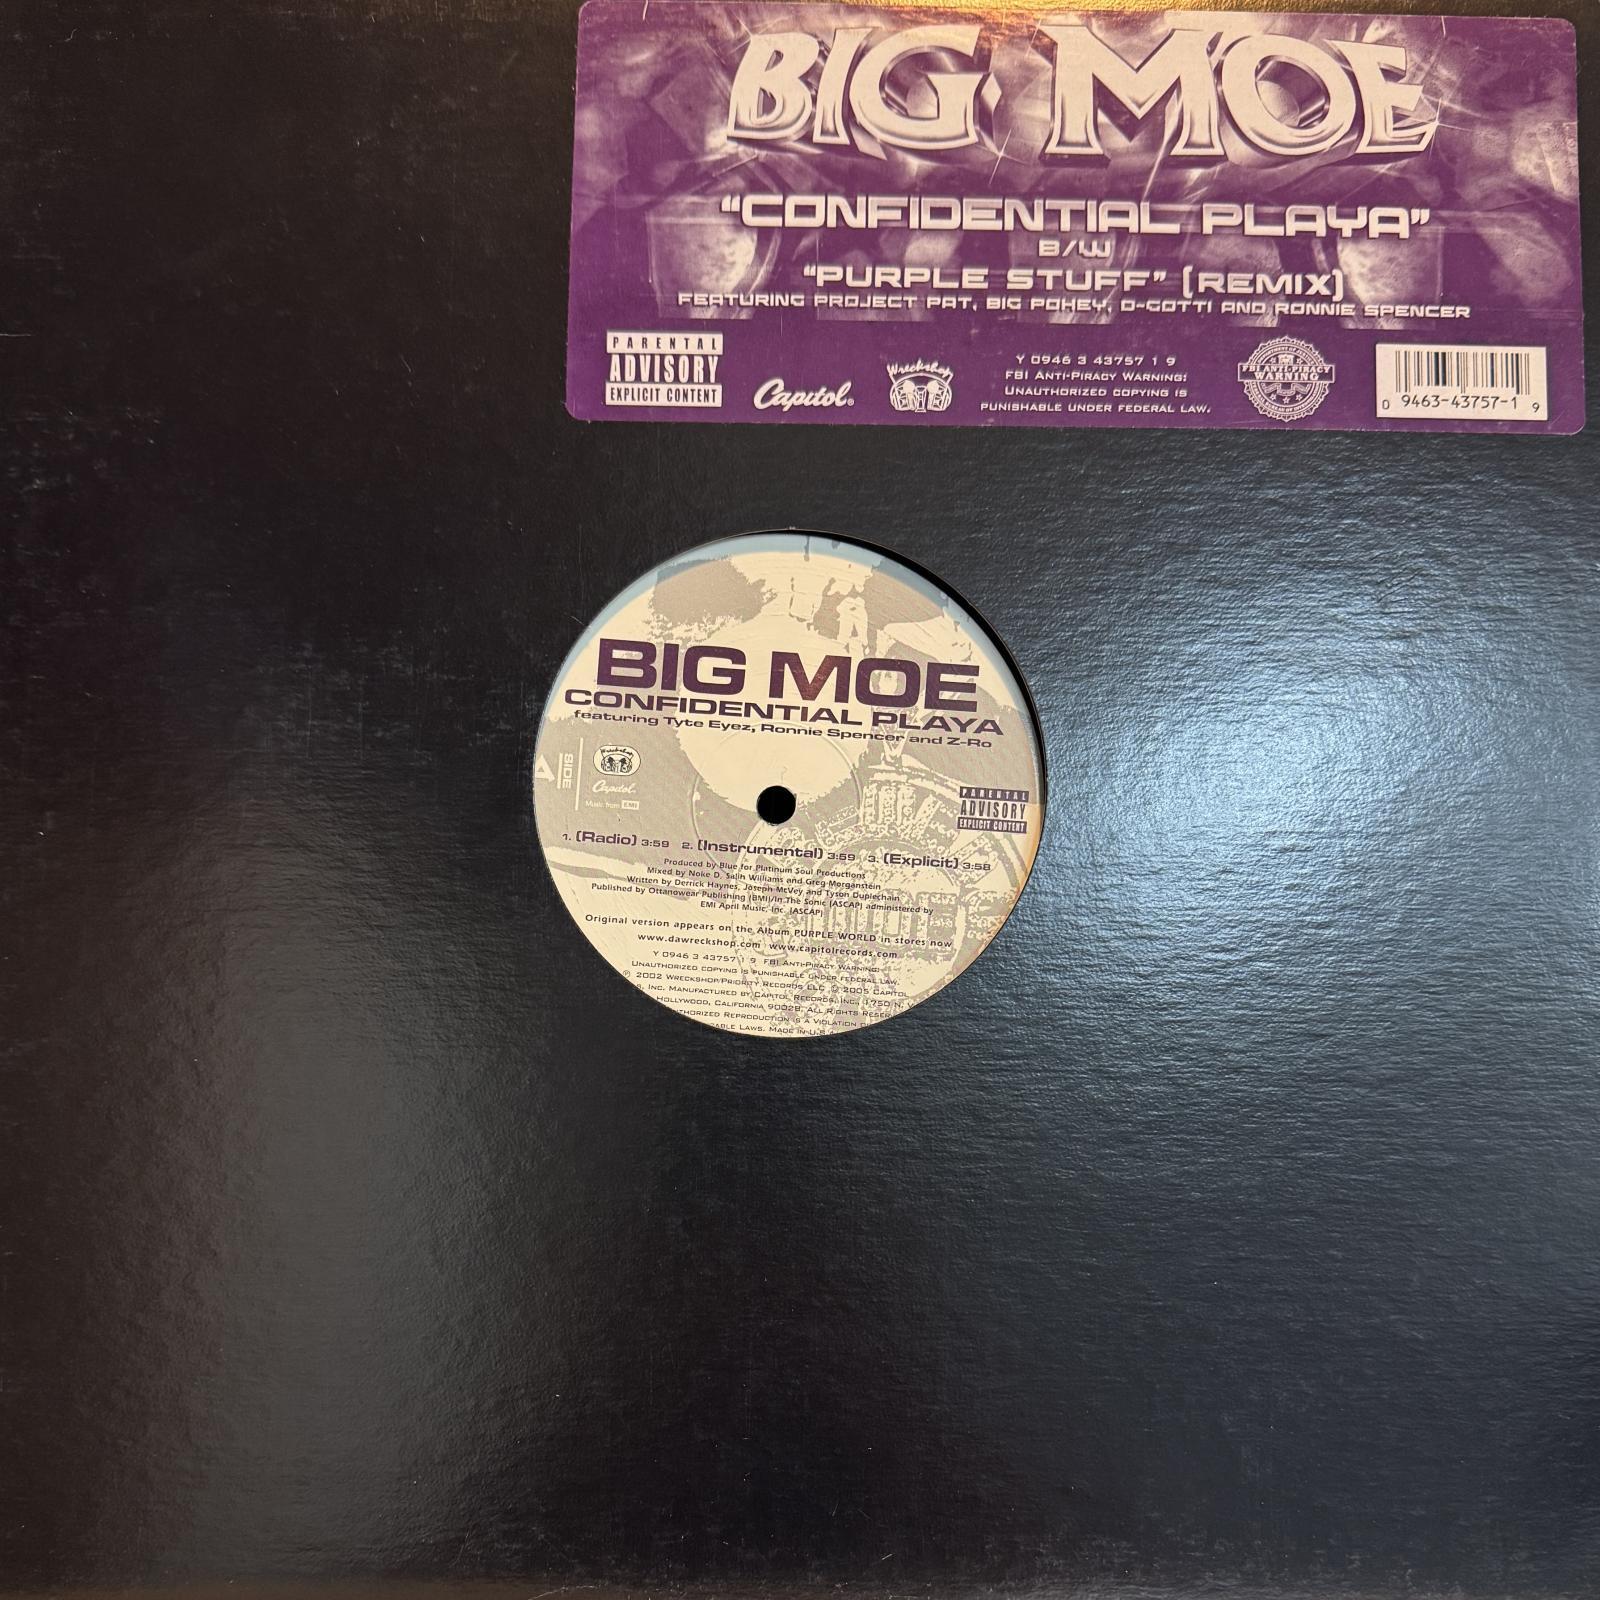 BIG MOE
"CONFIDENTIAL PLAYA"
B/W
"PURPLE STUFF" (REMIX)
FEATURING PROJECT PAT, BIG POKEY, D-GOTTI AND RONNIE SPENCER
PARENTAL
ADVISORY
EXPLICIT CONTENT
Capitol®
Wreckshop
Y 0946 3 43757 1 9
FBI ANTI-PIRACY WARNING:
UNAUTHORIZED COPYING IS
PUNISHABLE UNDER FEDERAL LAW.
FBI ANTI-PIRACY
WARNING
0 9463-43757-1 9
BIG MOE
CONFIDENTIAL PLAYA
featuring Tyte Eyez, Ronnie Spencer and Z-Ro
SIDE
A
Wreckshop
Capitol
Music from EMI
PARENTAL
ADVISORY
EXPLICIT CONTENT
1. (Radio) 3:59 2. (Instrumental) 3:59 3. (Explicit) 3:58
Produced by Blue for Platinum Soul Productions
Mixed by Noke D, Salih Williams and Greg Morganstein
Written by Derrick Haynes, Joseph McVey and Tyson Duplechain
Published by Ottanowear Publishing (BMI)/In The Sonic (ASCAP) administered by
EMI April Music, Inc. (ASCAP)
Original version appears on the Album PURPLE WORLD in stores now
www.dawreckshop.com www.capitolrecords.com
Y 0946 3 43757 1 9 FBI ANTI-PIRACY WARNING:
UNAUTHORIZED COPYING IS PUNISHABLE UNDER FEDERAL LAW.
℗ 2002 WRECKSHOP/PRIORITY RECORDS LLC © 2005 CAPITOL
S, INC. MANUFACTURED BY CAPITOL RECORDS, INC., 1750 N. V
HOLLYWOOD, CALIFORNIA 90028, ALL RIGHTS RESER
THORIZED REPRODUCTION IS A VIOLATION O
ABLE LAWS. MADE IN U.S.A